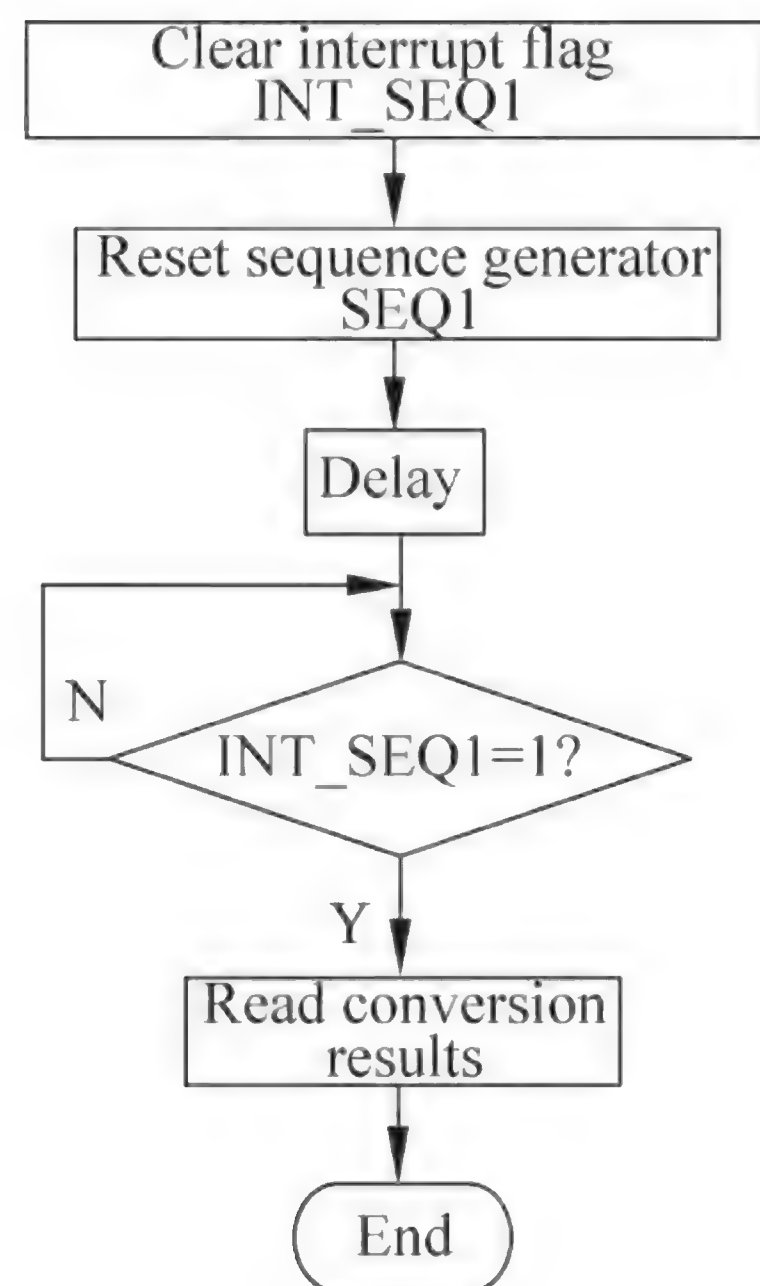 Clear interrupt flag
INT_SEQ1
Reset sequence generator
SEQ1
Delay
N
INT_SEQ1=1?
Y
Read conversion
results
End